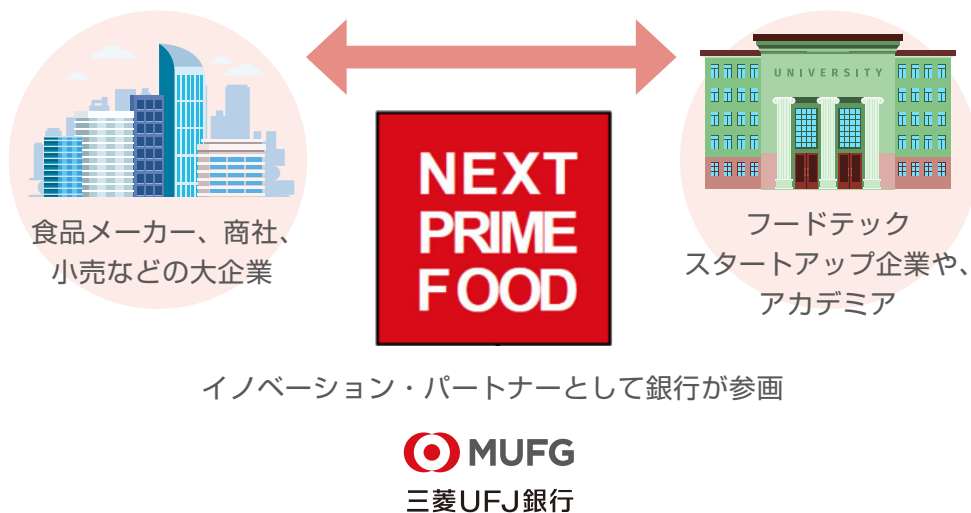 食品メーカー、商社、
小売などの大企業
NEXT
PRIME
FOOD
UNIVERSITY
フードテック
スタートアップ企業や、
アカデミア
イノベーション・パートナーとして銀行が参画
MUFG
三菱UFJ銀行